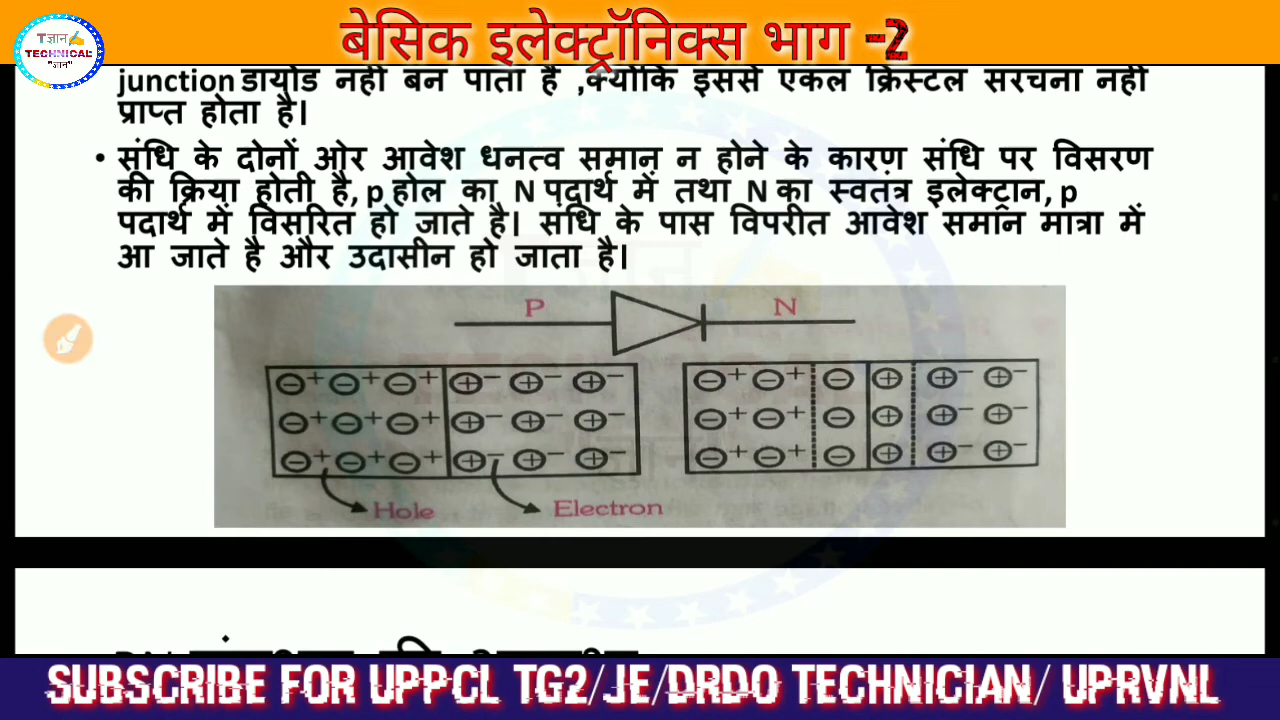 Tज्ञान✍
TECHNICAL
"ज्ञान"
बेसिक इलेक्ट्रॉनिक्स भाग -2
junction डायोड नही बन पाता है ,क्योकि इससे एकल क्रिस्टल संरचना नही
प्राप्त होता है।
• संधि के दोनों ओर आवेश धनत्व समान न होने के कारण संधि पर विसरण
की क्रिया होती है, p होल का N पदार्थ में तथा N का स्वतंत्र इलेक्ट्रान, p
पदार्थ में विसरित हो जाते है। संधि के पास विपरीत आवेश समान मात्रा में
आ जाते है और उदासीन हो जाता है।
P N
Hole Electron
SUBSCRIBE FOR UPPCL TG2/JE/DRDO TECHNICIAN/ UPRVNL